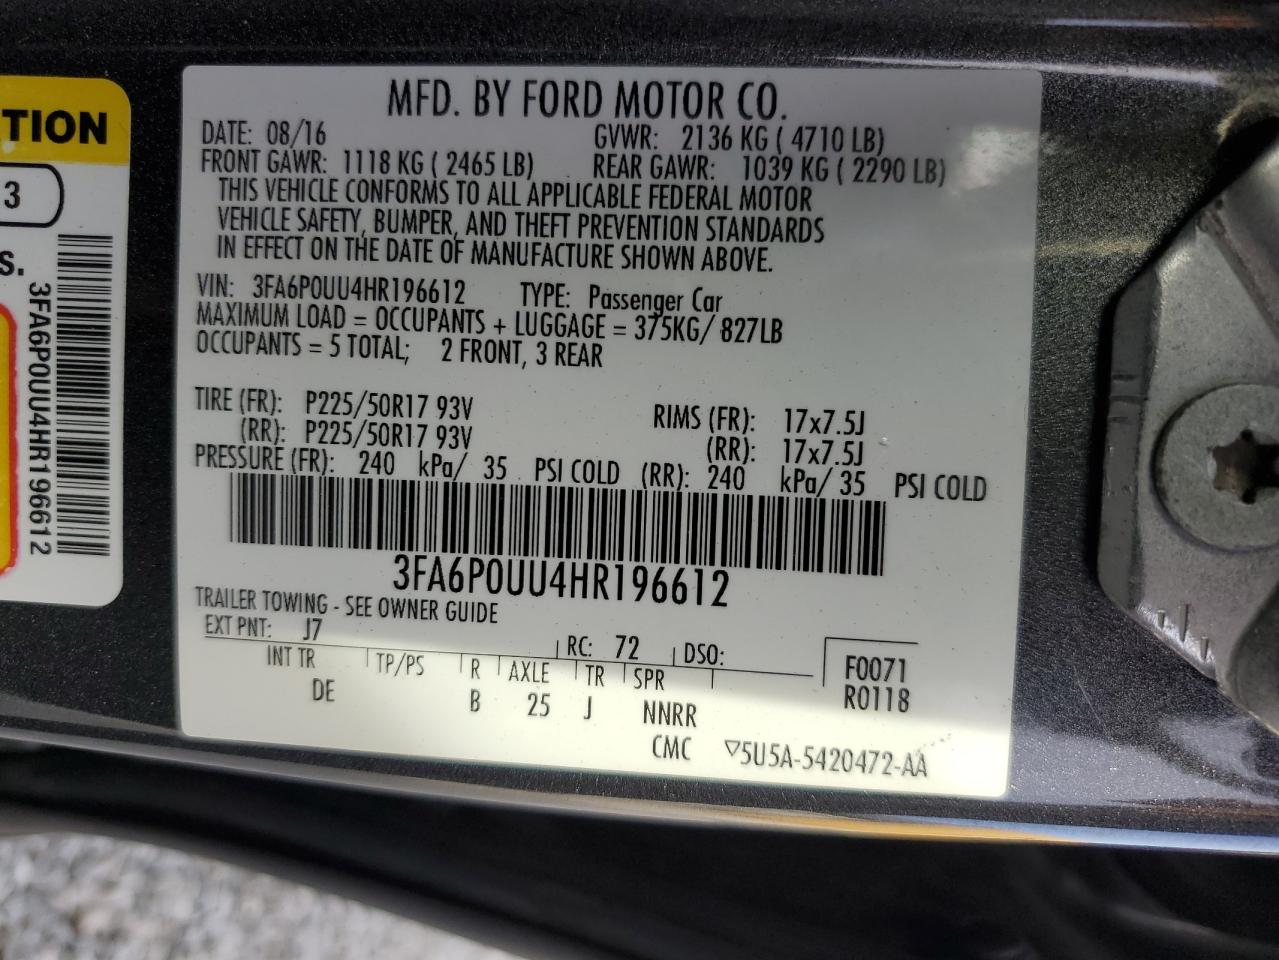 TION
3
S.
3FA6P0UU4HR196612
MFD. BY FORD MOTOR CO.
DATE: 08/16 GVWR: 2136 KG ( 4710 LB)
FRONT GAWR: 1118 KG ( 2465 LB) REAR GAWR: 1039 KG ( 2290 LB)
THIS VEHICLE CONFORMS TO ALL APPLICABLE FEDERAL MOTOR
VEHICLE SAFETY, BUMPER, AND THEFT PREVENTION STANDARDS
IN EFFECT ON THE DATE OF MANUFACTURE SHOWN ABOVE.
VIN: 3FA6P0UU4HR196612 TYPE: Passenger Car
MAXIMUM LOAD = OCCUPANTS + LUGGAGE = 375KG/ 827LB
OCCUPANTS = 5 TOTAL; 2 FRONT, 3 REAR
TIRE (FR): P225/50R17 93V RIMS (FR): 17x7.5J
(RR): P225/50R17 93V (RR): 17x7.5J
PRESSURE (FR): 240 kPa/ 35 PSI COLD (RR): 240 kPa/ 35 PSI COLD
3FA6P0UU4HR196612
TRAILER TOWING - SEE OWNER GUIDE
EXT PNT: J7 RC: 72 DSO:
INT TR TP/PS R AXLE TR SPR F0071
DE B 25 J NNRR R0118
CMC ▽5U5A-5420472-AA